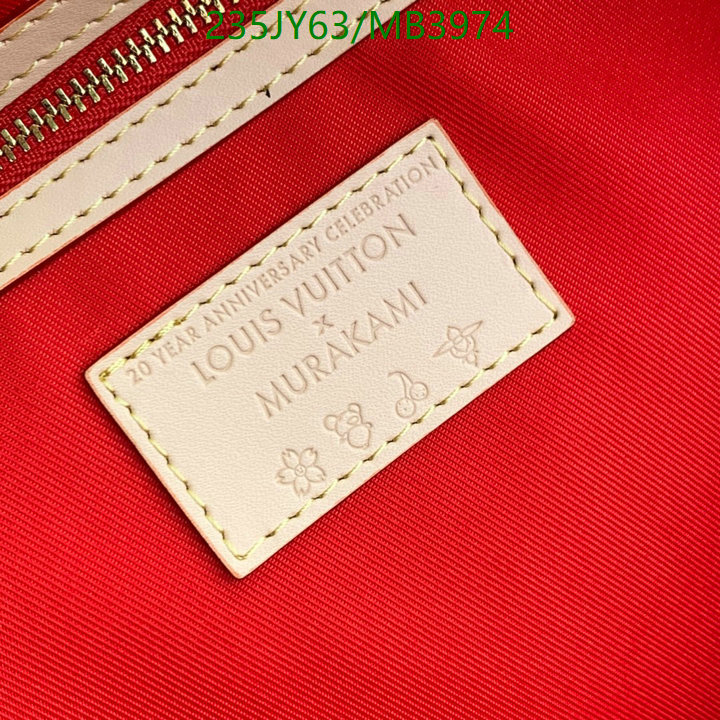 235JY63/MB3974
20 YEAR ANNIVERSARY CELEBRATION
LOUIS VUITTON
×
MURAKAMI